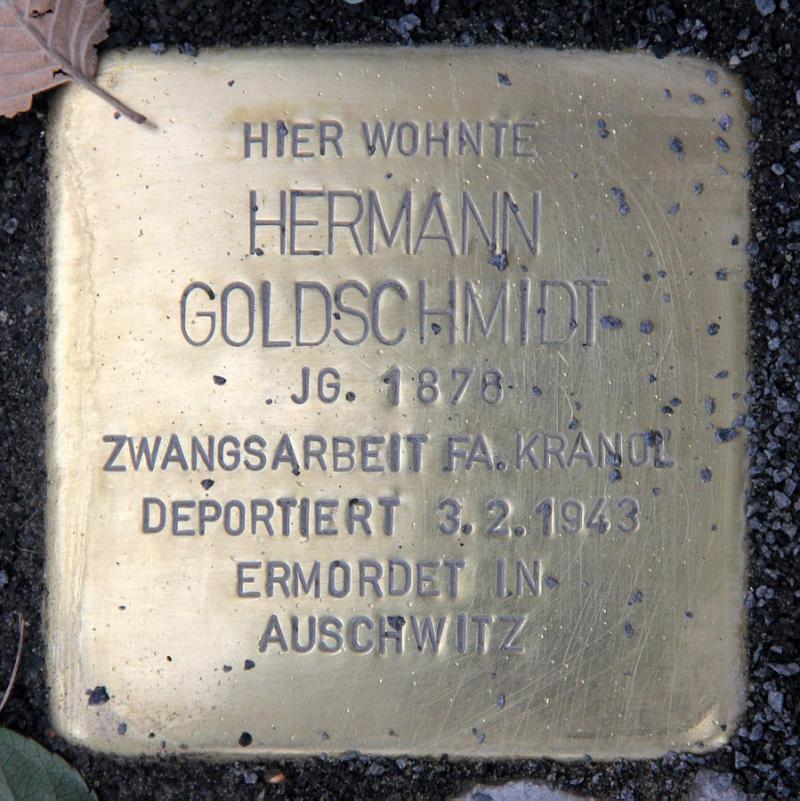 HIER WOHNTE
HERMANN
GOLDSCHMIDT
JG. 1878
ZWANGSARBEIT FA. KRANOL
DEPORTIERT 3.2.1943
ERMORDET IN
AUSCHWITZ